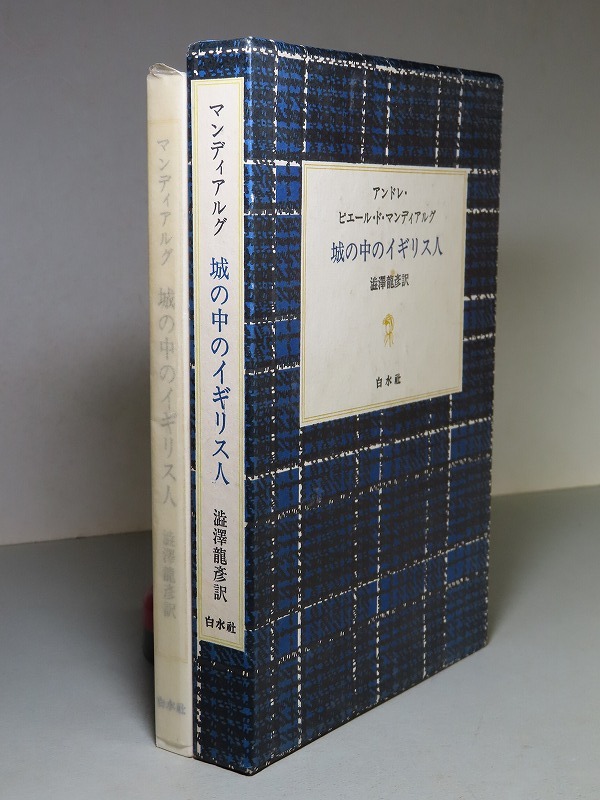 マンディアルグ 城の中のイギリス人 澁澤龍彦訳
白水社
マンディアルグ 城の中のイギリス人 澁澤龍彦訳
白水社
アンドレ・
ピエール・ド・マンディアルグ
城の中のイギリス人
澁澤龍彦訳
白水社